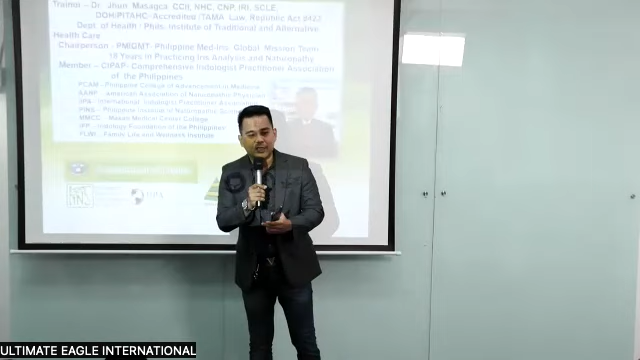 Trainor – Dr. Jhun Masagca CCII, NHC, CNP, IRI, SCLE,
DOH/PITAHC- Accredited /TAMA Law, Republic Act 8423
Dept. of Health / Phils. Institute of Traditional and Alternative
Health Care
Chairperson - PMIGMT- Philippine Med-Iris Global Mission Team
18 Years in Practicing Iris Analysis and Naturopathy
Member – CIPAP- Comprehensive Iridologist Practitioner Association
of the Philippines
PCAM - Philippine College of Advancement of Medicine
AANP - American Association of Naturopathic Physicians
IIPA - International Iridologist Practitioner Association
PINS - Philippine Institute of Naturopathic
MMCC - Masao Medical Center College
IFP - Iridology Foundation of the Philippines
FLWI - Family Life and Wellness Institute
IIPA
ULTIMATE EAGLE INTERNATIONAL